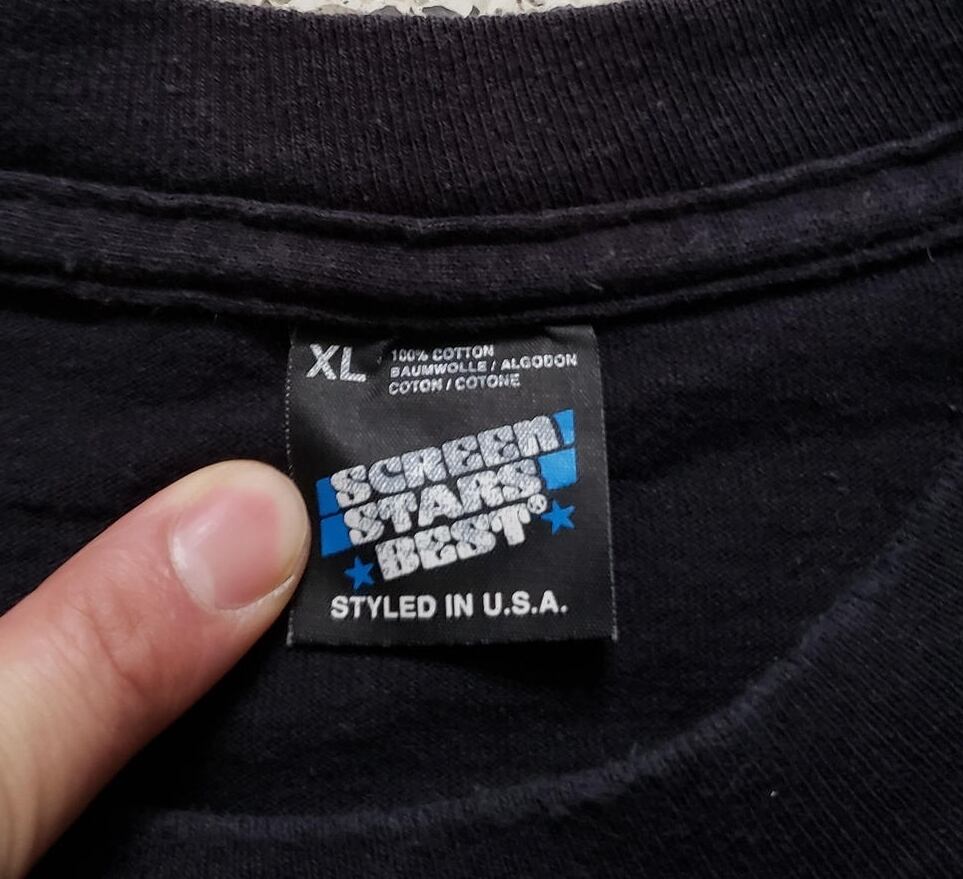 XL
100% COTTON
BAUMWOLLE / ALGODON
COTON / COTONE
SCREEN
STARS
BEST®
STYLED IN U.S.A.